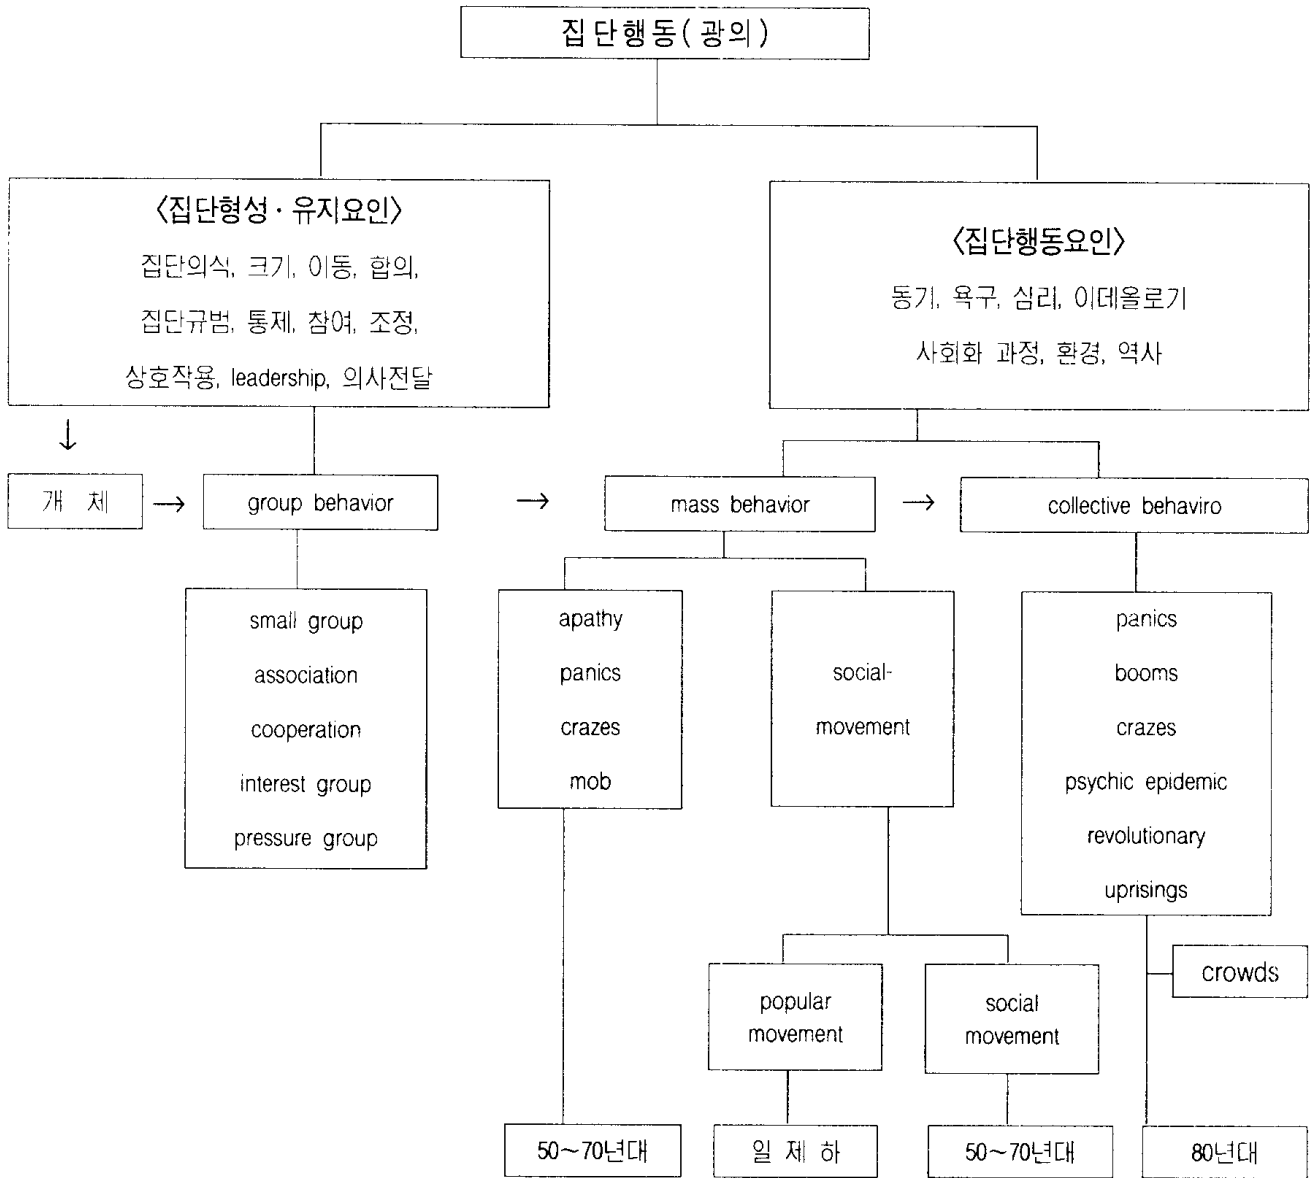 집단행동(광의)
〈집단형성·유지요인〉
집단의식, 크기, 이동, 합의,
집단규범, 통제, 참여, 조정,
상호작용, leadership, 의사전달
〈집단행동요인〉
동기, 욕구, 심리, 이데올로기
사회화 과정, 환경, 역사
↓
개 체
→
group behavior
→
mass behavior
→
collective behaviro
small group
association
cooperation
interest group
pressure group
apathy
panics
crazes
mob
social-
movement
panics
booms
crazes
psychic epidemic
revolutionary
uprisings
crowds
popular
movement
social
movement
50~70년대
일 제 하
50~70년대
80년대